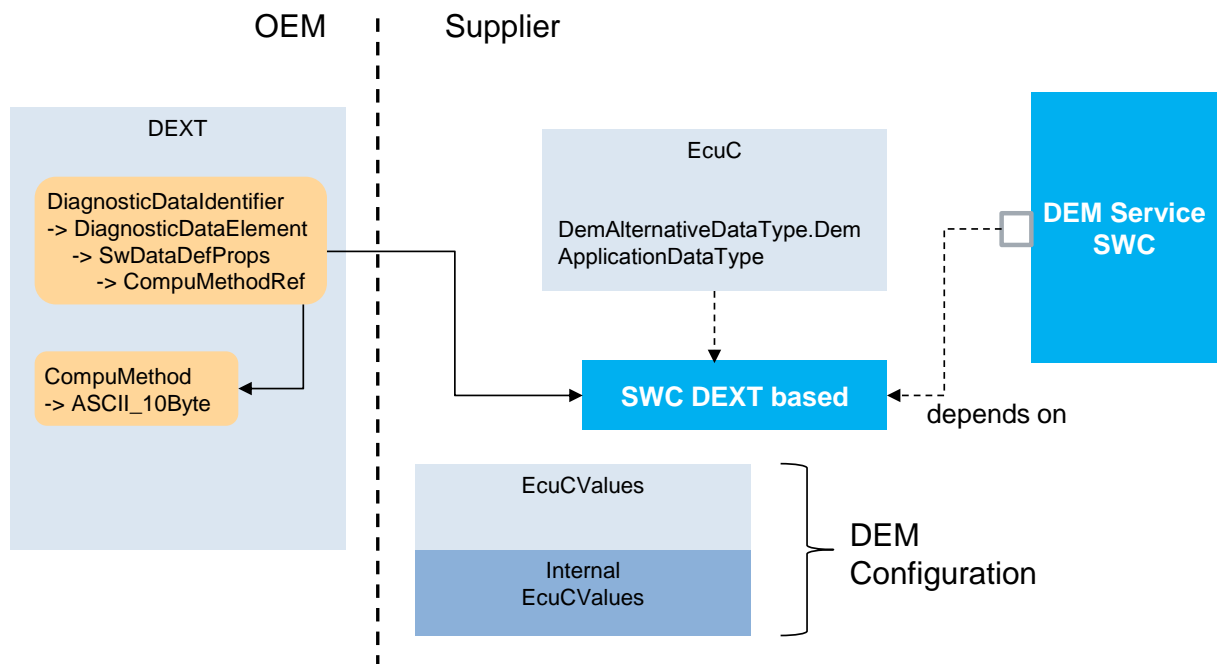 OEM
Supplier
DEXT
DiagnosticDataIdentifier
-> DiagnosticDataElement
-> SwDataDefProps
-> CompuMethodRef
CompuMethod
-> ASCII_10Byte
EcuC
DemAlternativeDataType.Dem
ApplicationDataType
DEM Service
SWC
SWC DEXT based
depends on
EcuCValues
Internal
EcuCValues
DEM
Configuration